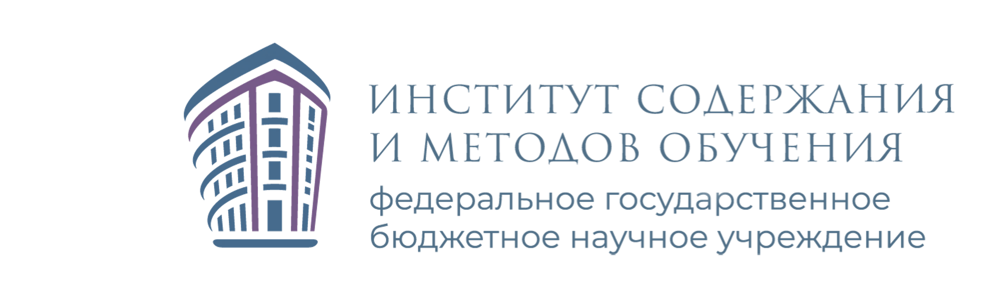 ИНСТИТУТ СОДЕРЖАНИЯ
И МЕТОДОВ ОБУЧЕНИЯ
федеральное государственное
бюджетное научное учреждение